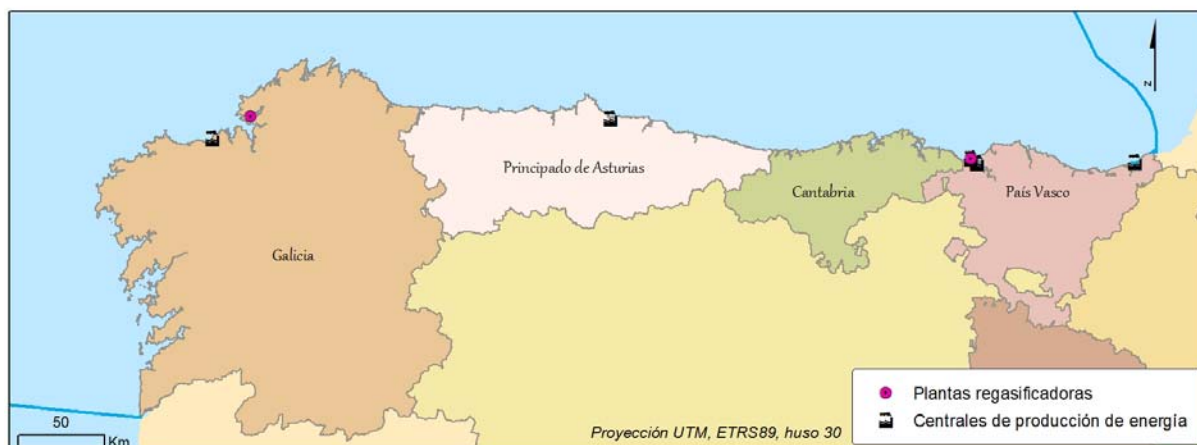 Principado de Asturias
Cantabria
País Vasco
Galicia
Plantas regasificadoras
Centrales de producción de energía
50
Km
Proyección UTM, ETRS89, huso 30
z